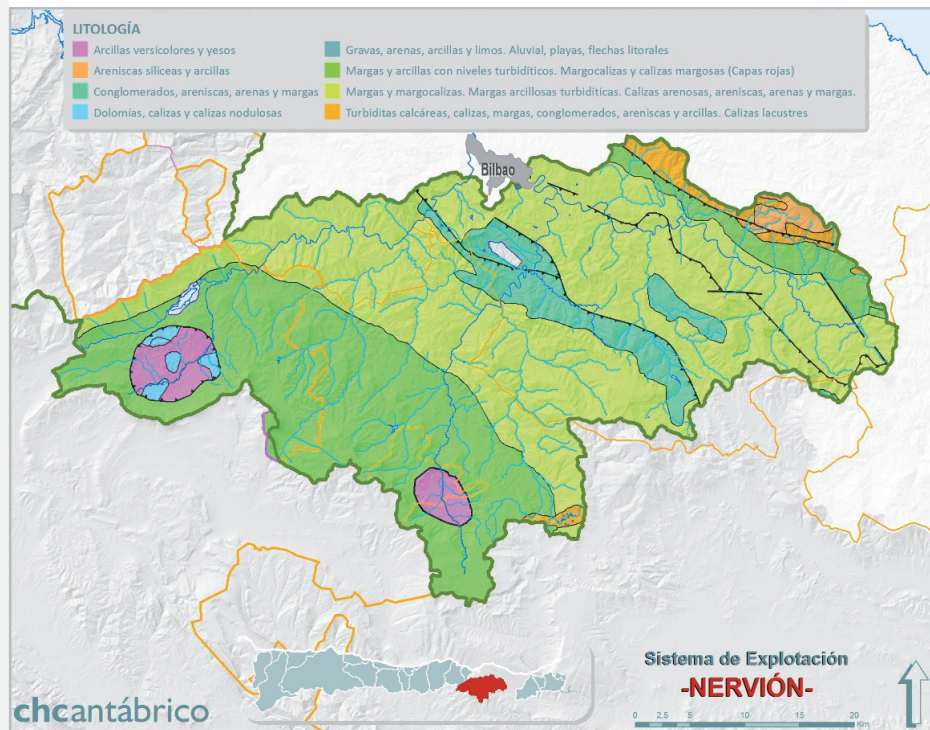 LITOLOGÍA
Arcillas versicolores y yesos
Areniscas silíceas y arcillas
Conglomerados, areniscas, arenas y margas
Dolomías, calizas y calizas nodulosas
Gravas, arenas, arcillas y limos. Aluvial, playas, flechas litorales
Margas y arcillas con niveles turbidíticos. Margocalizas y calizas margosas (Capas rojas)
Margas y margocalizas. Margas arcillosas turbidíticas. Calizas arenosas, areniscas, arenas y margas.
Turbiditas calcáreas, calizas, margas, conglomerados, areniscas y arcillas. Calizas lacustres
Bilbao
Sistema de Explotación
-NERVIÓN-
0 2,5 5 10 15 20
Km
chcantábrico